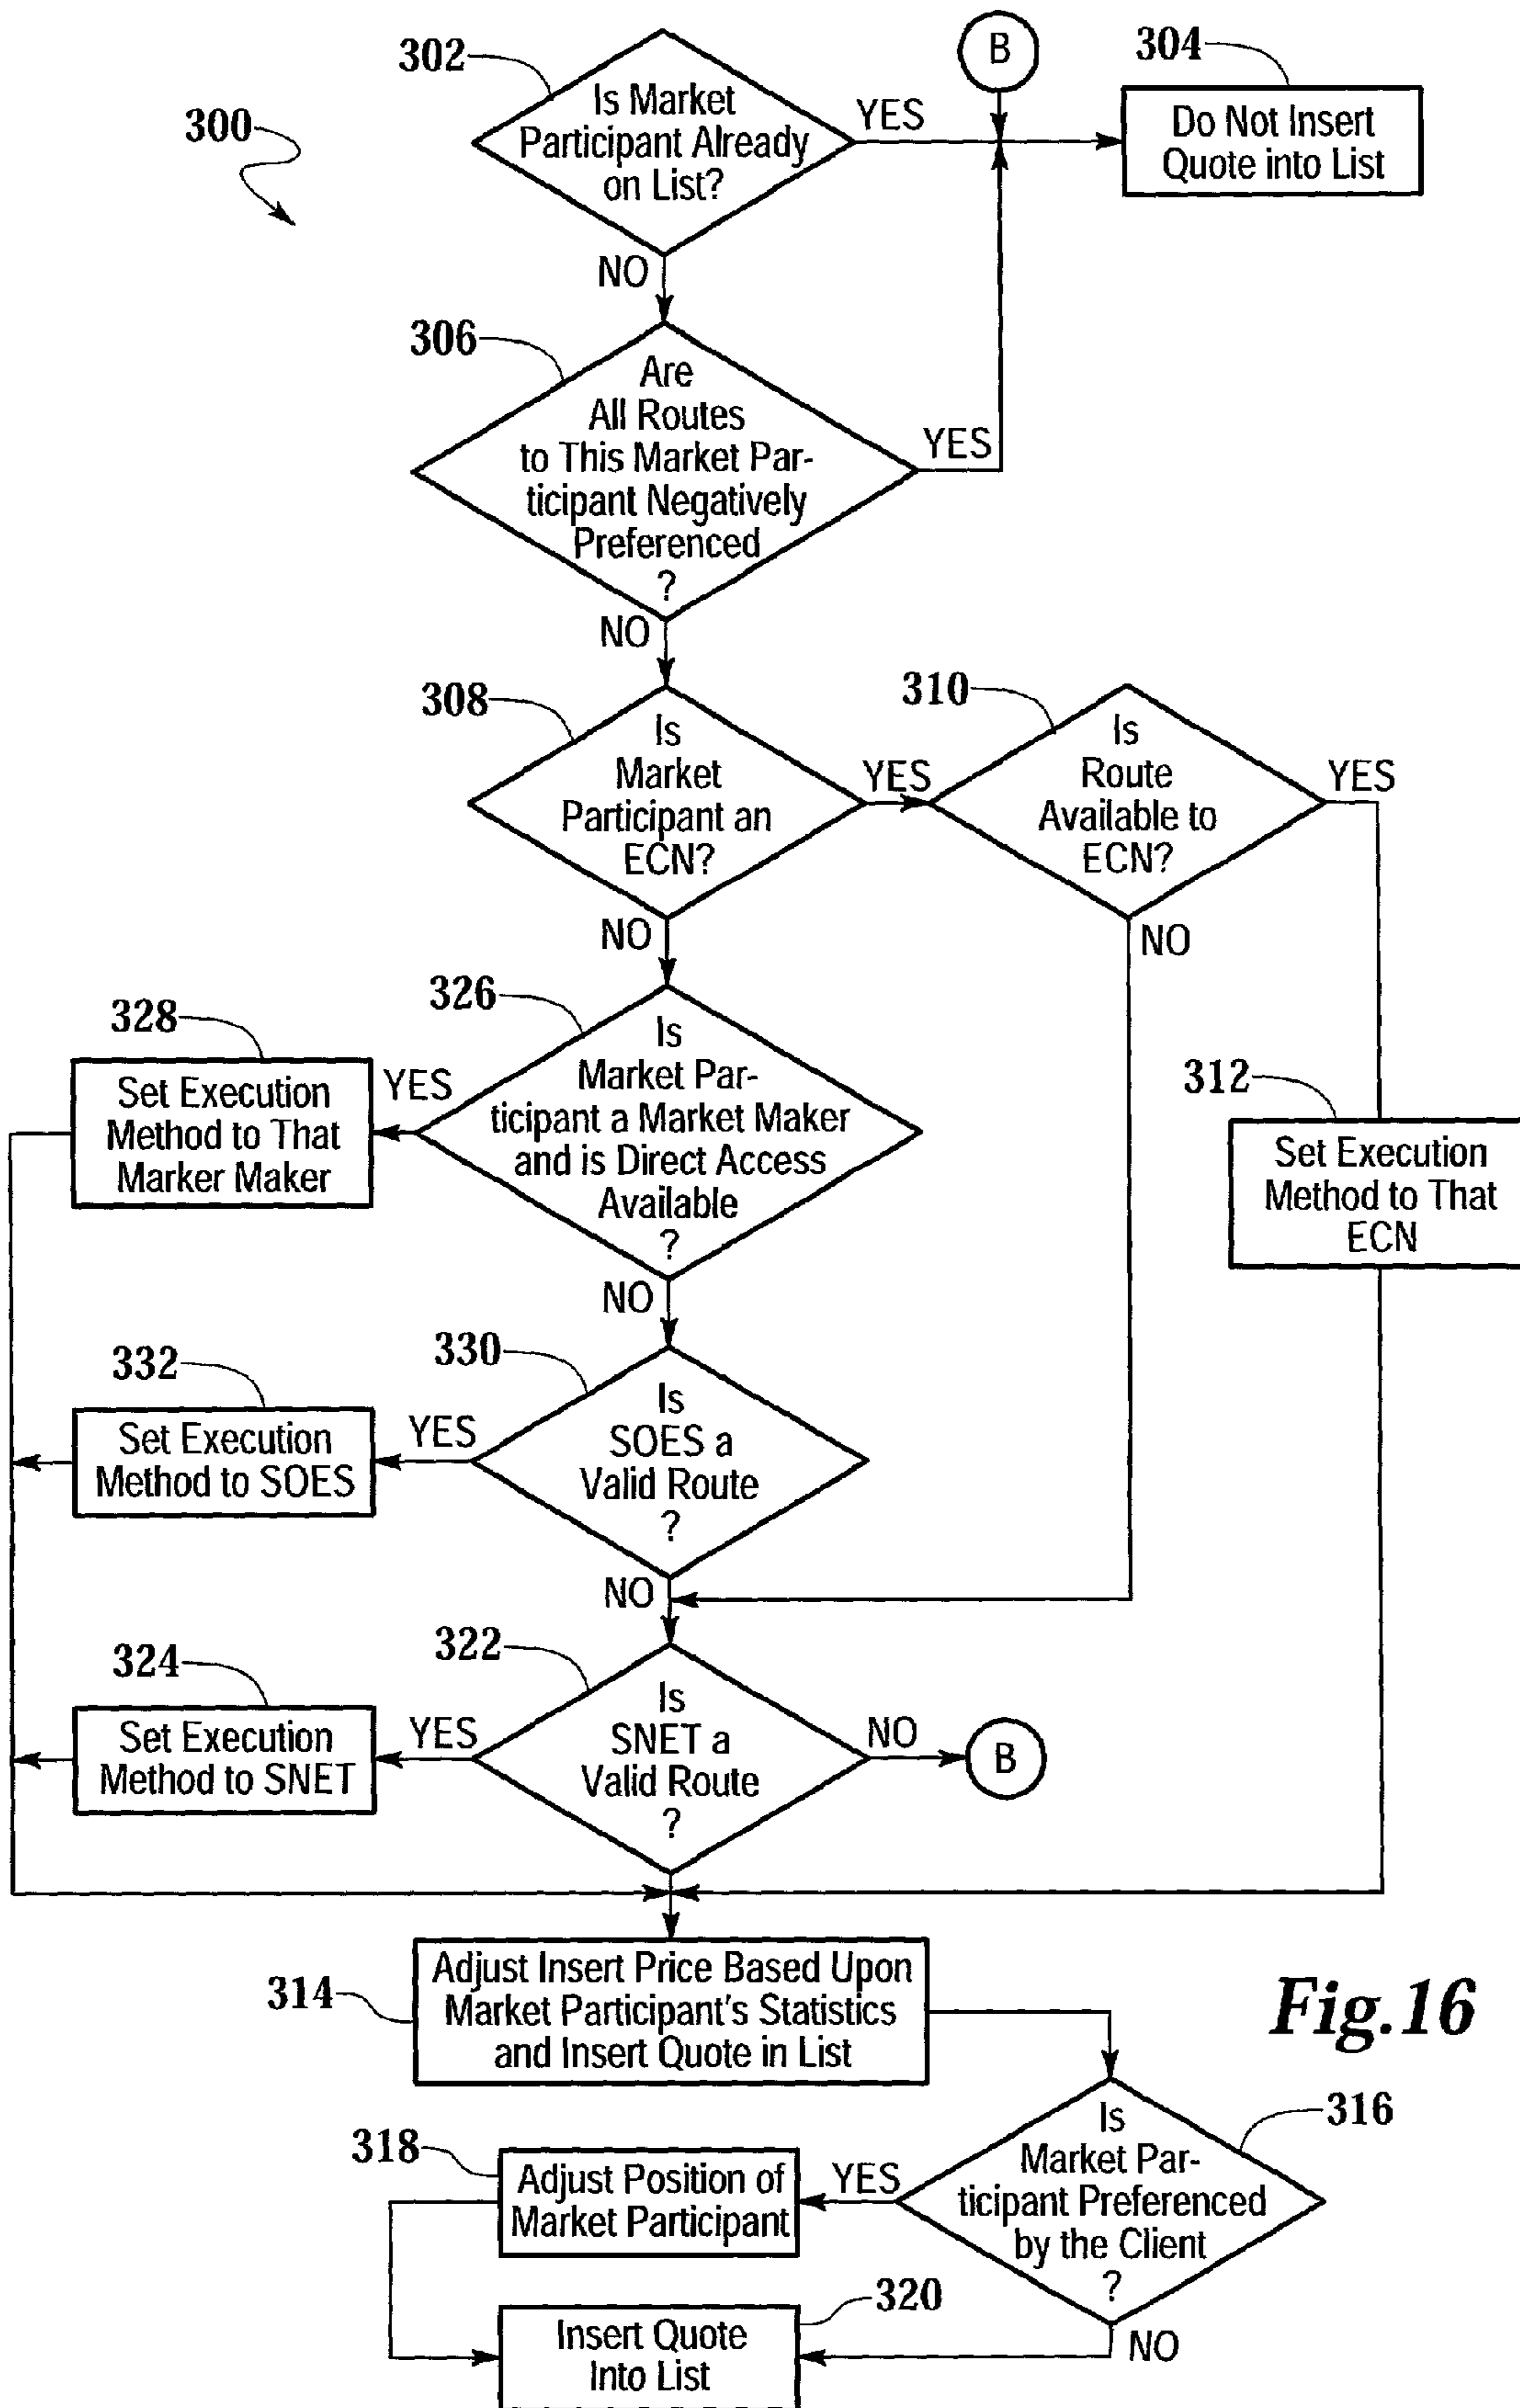 302
B
304
300
Is Market
Participant Already
on List?
YES
Do Not Insert
Quote into List
NO
306
Are
All Routes
to This Market Par-
ticipant Negatively
Preferenced
?
YES
NO
308
310
Is
Market
Participant an
ECN?
YES
Is
Route
Available to
ECN?
YES
NO
NO
328
326
312
Set Execution
Method to That
Marker Maker
YES
Is
Market Par-
ticipant a Market Maker
and is Direct Access
Available
?
Set Execution
Method to That
ECN
NO
332
330
Set Execution
Method to SOES
YES
Is
SOES a
Valid Route
?
NO
324
322
Set Execution
Method to SNET
YES
Is
SNET a
Valid Route
?
NO
B
314
Adjust Insert Price Based Upon
Market Participant's Statistics
and Insert Quote in List
Fig.16
318
316
Adjust Position of
Market Participant
YES
Is
Market Par-
ticipant Preferenced
by the Client
?
320
Insert Quote
Into List
NO